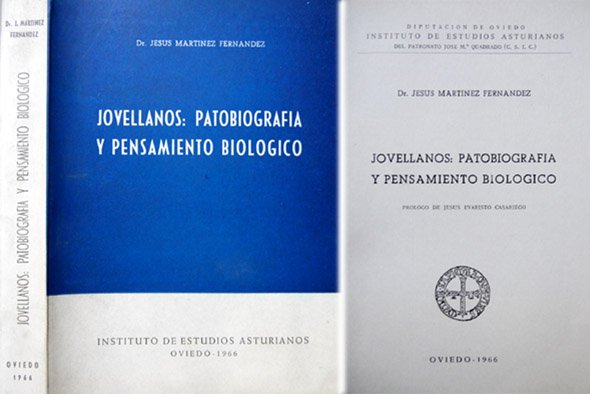 Dr. J. MARTINEZ
FERNANDEZ
JOVELLANOS: PATOBIOGRAFIA Y PENSAMIENTO BIOLOGICO
OVIEDO
1966
Dr. JESUS MARTINEZ FERNANDEZ
JOVELLANOS: PATOBIOGRAFIA
Y PENSAMIENTO BIOLOGICO
INSTITUTO DE ESTUDIOS ASTURIANOS
OVIEDO-1966
DIPUTACION DE OVIEDO
INSTITUTO DE ESTUDIOS ASTURIANOS
DEL PATRONATO JOSE Mª QUADRADO (C. S. I. C.)
Dr. JESUS MARTINEZ FERNANDEZ
JOVELLANOS: PATOBIOGRAFIA
Y PENSAMIENTO BIOLOGICO
PROLOGO DE JESUS EVARISTO CASARIEGO
OVIEDO-1966